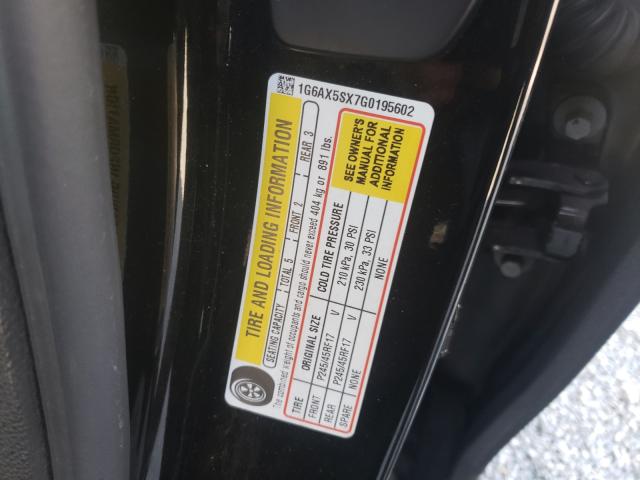 1G6AX5SX7G0195602
TIRE AND LOADING INFORMATION
SEATING CAPACITY TOTAL 5 FRONT 2 REAR 3
The combined weight of occupants and cargo should never exceed 404 kg or 891 lbs.
TIRE ORIGINAL SIZE COLD TIRE PRESSURE
FRONT P245/45RF17 V 210 kPa, 30 PSI
REAR P245/45RF17 V 230 kPa, 33 PSI
SPARE NONE NONE
SEE OWNER'S
MANUAL FOR
ADDITIONAL
INFORMATION